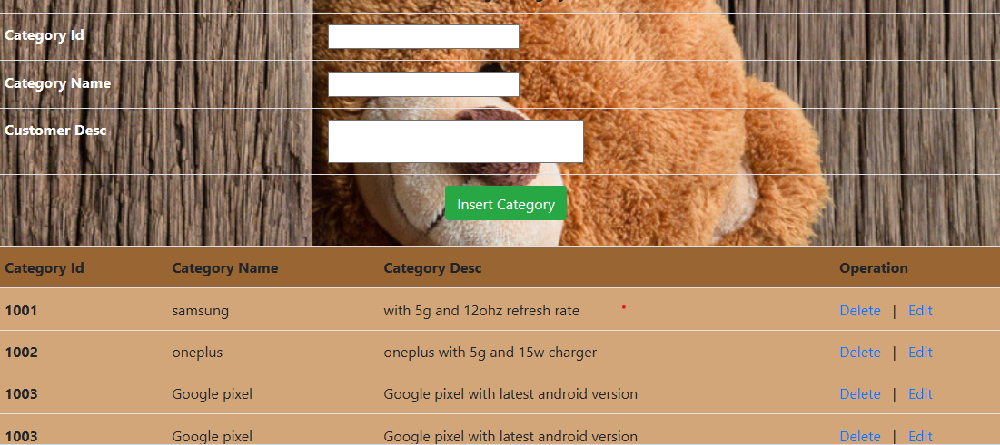 Category Id
Category Name
Customer Desc
Insert Category
Category Id Category Name Category Desc Operation
1001 samsung with 5g and 12ohz refresh rate Delete | Edit
1002 oneplus oneplus with 5g and 15w charger Delete | Edit
1003 Google pixel Google pixel with latest android version Delete | Edit
1003 Google pixel Google pixel with latest android version Delete | Edit